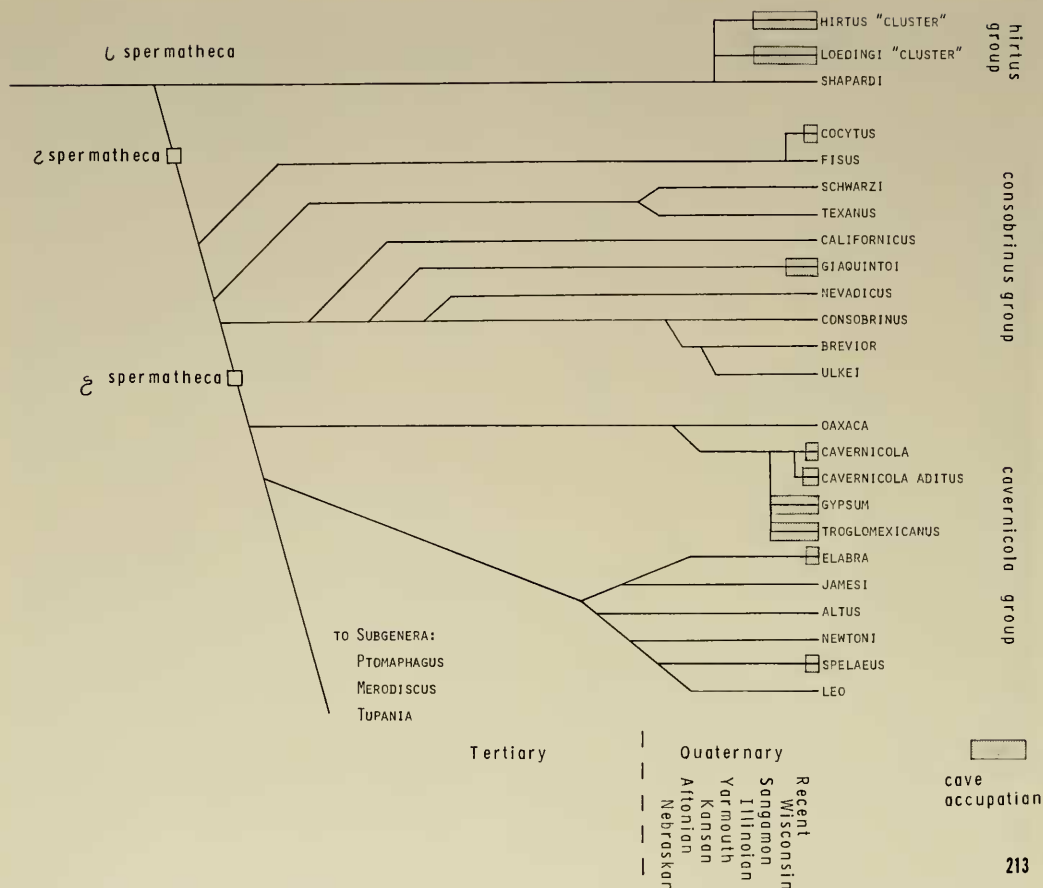 spermatheca
HIRTUS "CLUSTER"
LOEDINGI "CLUSTER"
SHAPARDI
hirtus
group
spermatheca
COCYTUS
FISUS
SCHWARZI
TEXANUS
CALIFORNICUS
GIAQUINTOI
NEVADICUS
CONSOBRINUS
BREVIOR
ULKEI
consobrinus group
spermatheca
OAXACA
CAVERNICOLA
CAVERNICOLA ADITUS
GYPSUM
TROGLOMEXICANUS
ELABRA
JAMESI
ALTUS
NEWTONI
SPELAEUS
LEO
cavernicola group
TO SUBGENERA:
PTOMAPHAGUS
MERODISCUS
TUPANIA
Tertiary
Quaternary
Recent
Wisconsin
Sangamon
Illinoian
Yarmouth
Kansan
Aftonian
Nebraskan
cave
accupation
213